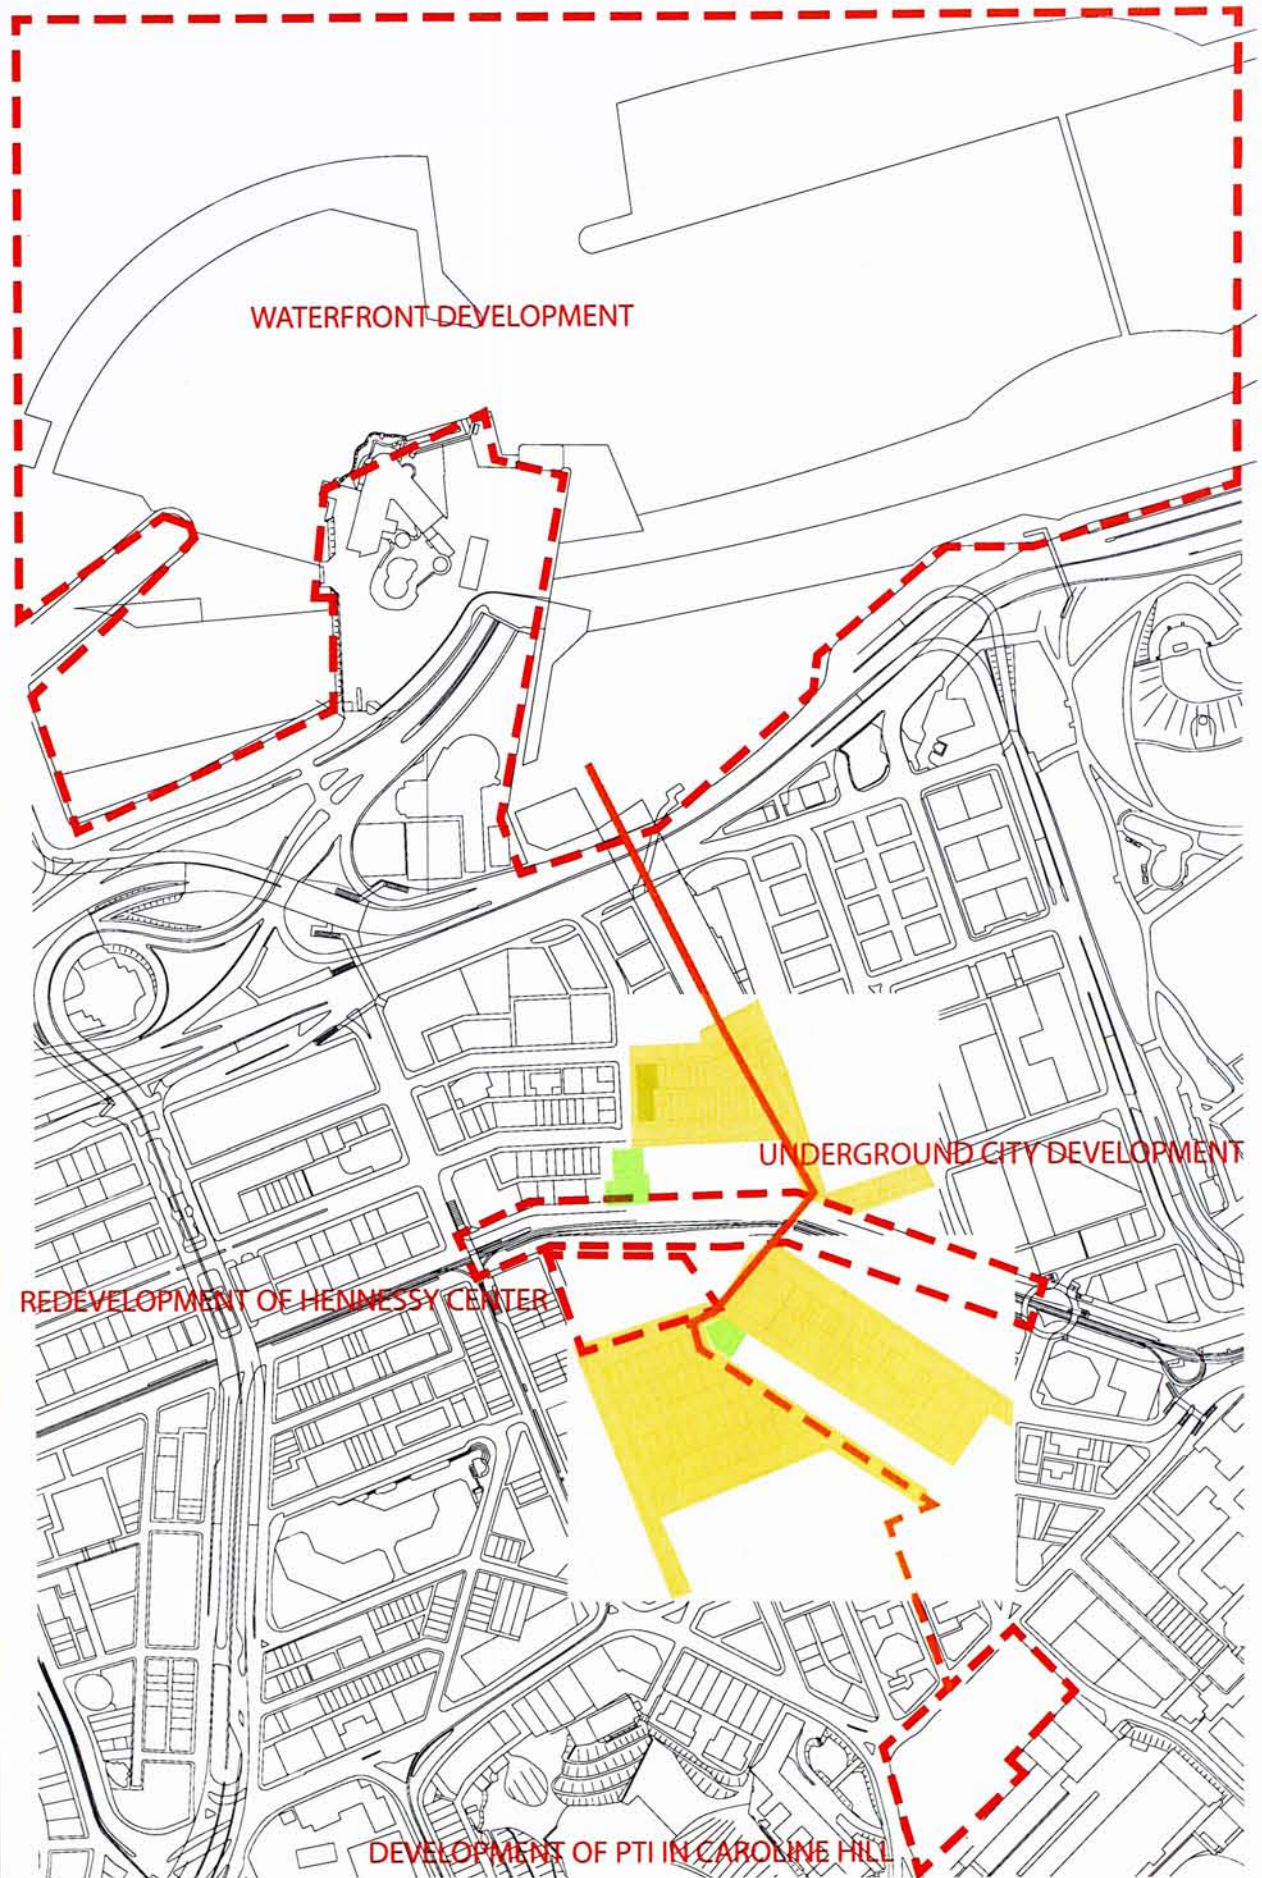 WATERFRONT DEVELOPMENT
UNDERGROUND CITY DEVELOPMENT
REDEVELOPMENT OF HENNESSY CENTER
DEVELOPMENT OF PTI IN CAROLINE HILL